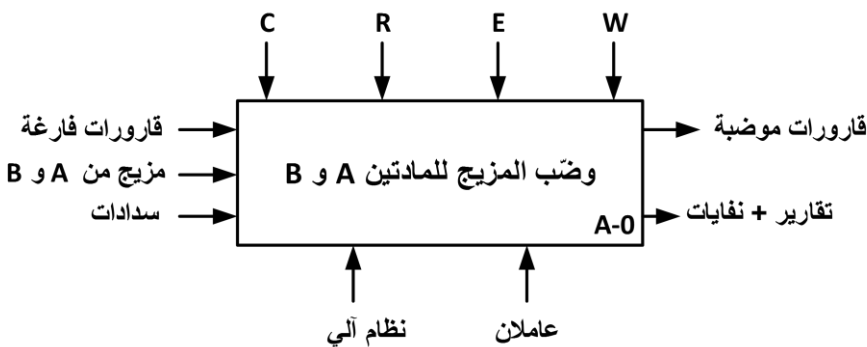 C R E W
قارورات فارغة
قارورات موضبة
مزيج من A و B
وضّب المزيج للمادتين A و B
سدادات
تقارير + نفايات
A-0
نظام آلي
عاملان